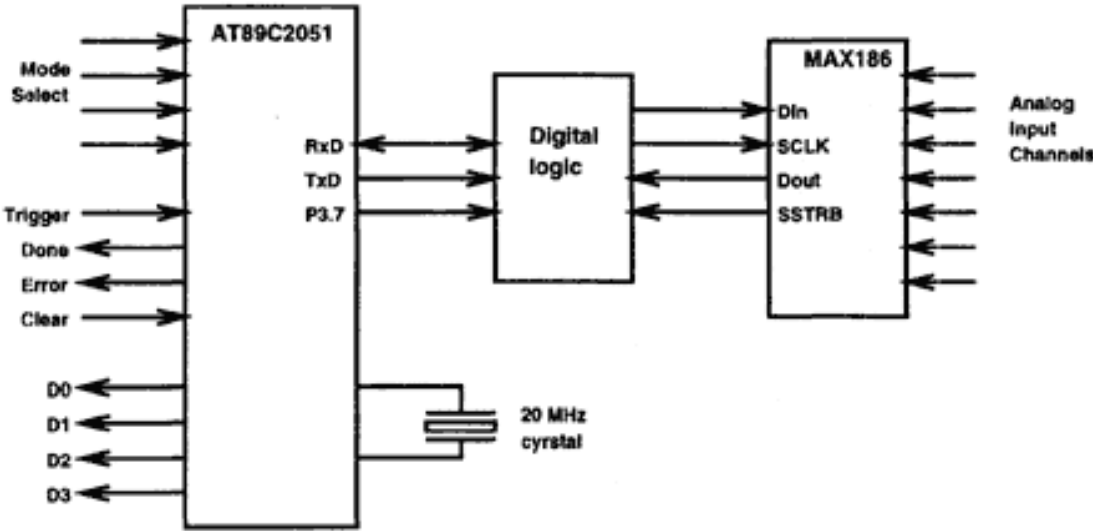 AT89C2051
MAX186
Mode
Select
Digital
logic
Analog
Input
Channels
RxD
TxD
P3.7
Din
SCLK
Dout
SSTRB
Trigger
Done
Error
Clear
D0
D1
D2
D3
20 MHz
cyrstal